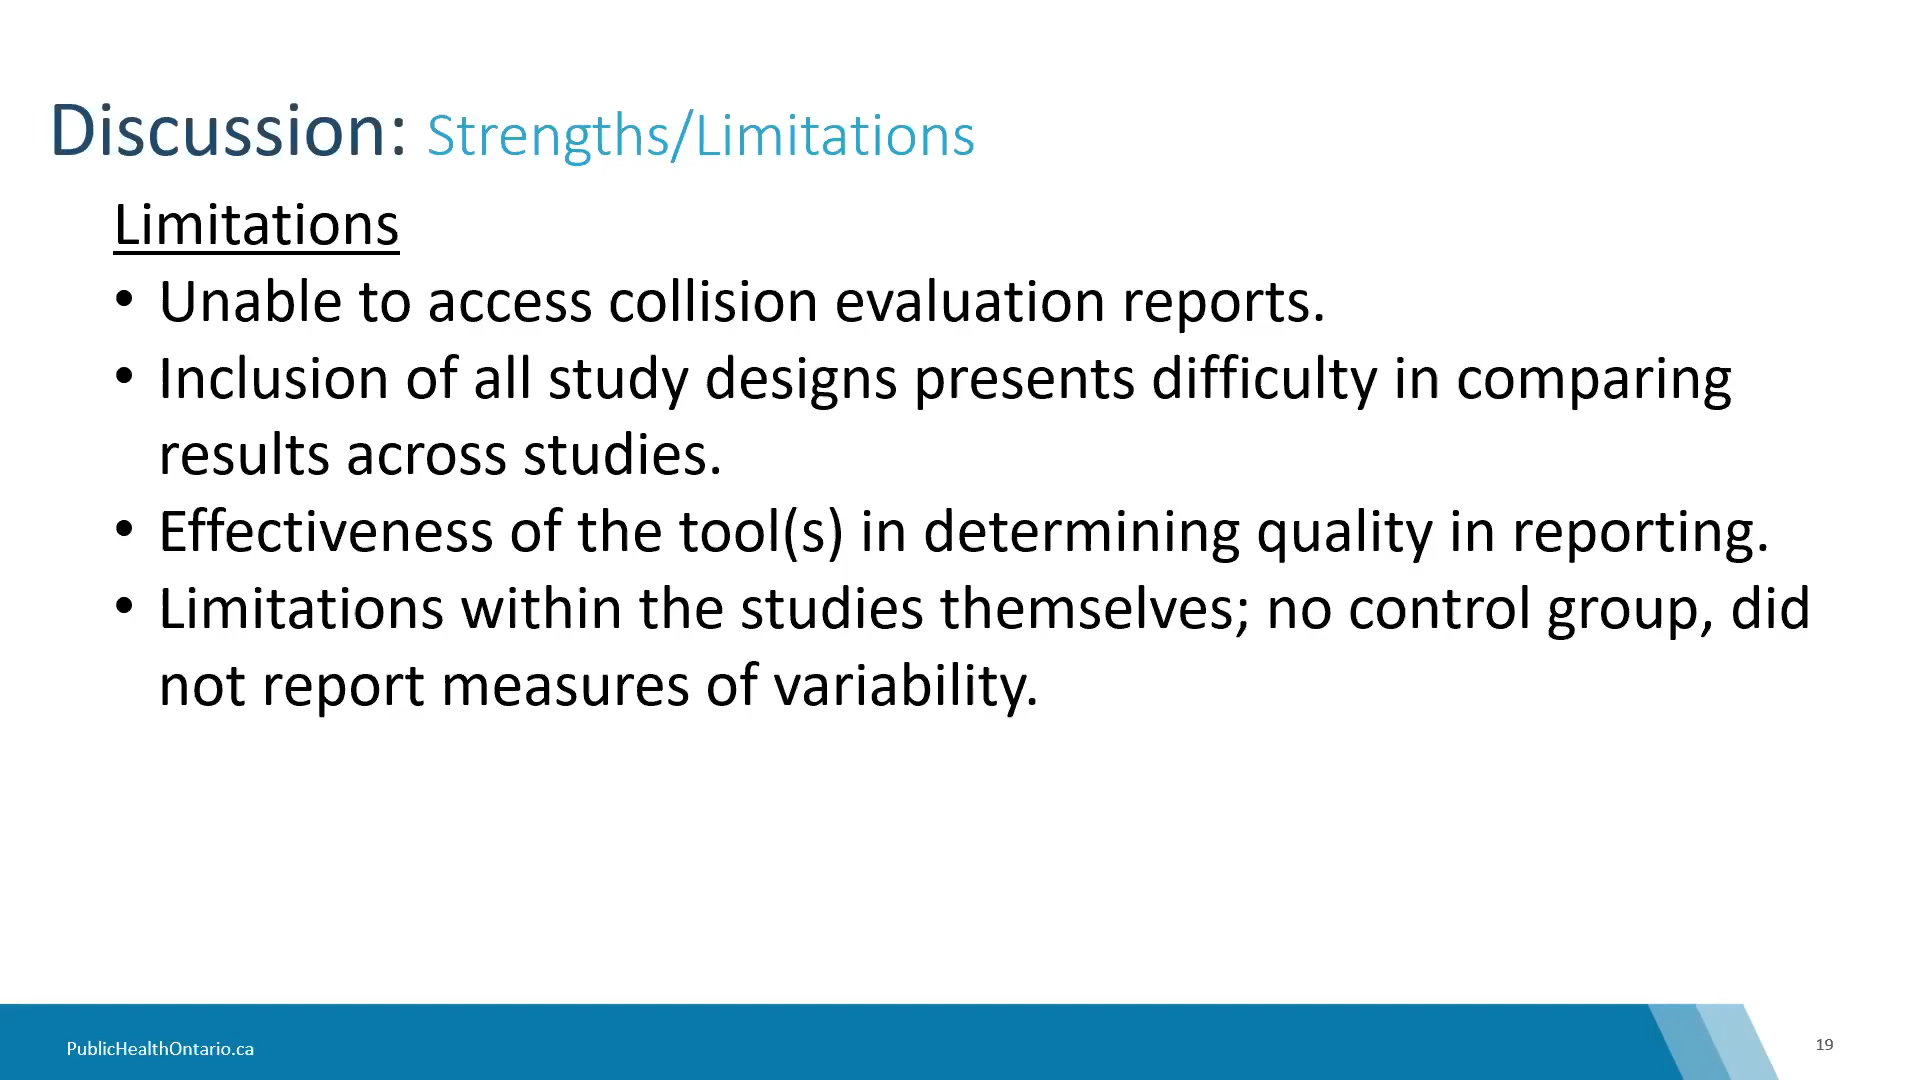 Discussion: Strengths/Limitations
Limitations
• Unable to access collision evaluation reports.
• Inclusion of all study designs presents difficulty in comparing
results across studies.
• Effectiveness of the tool(s) in determining quality in reporting.
• Limitations within the studies themselves; no control group, did
not report measures of variability.
PublicHealthOntario.ca
19